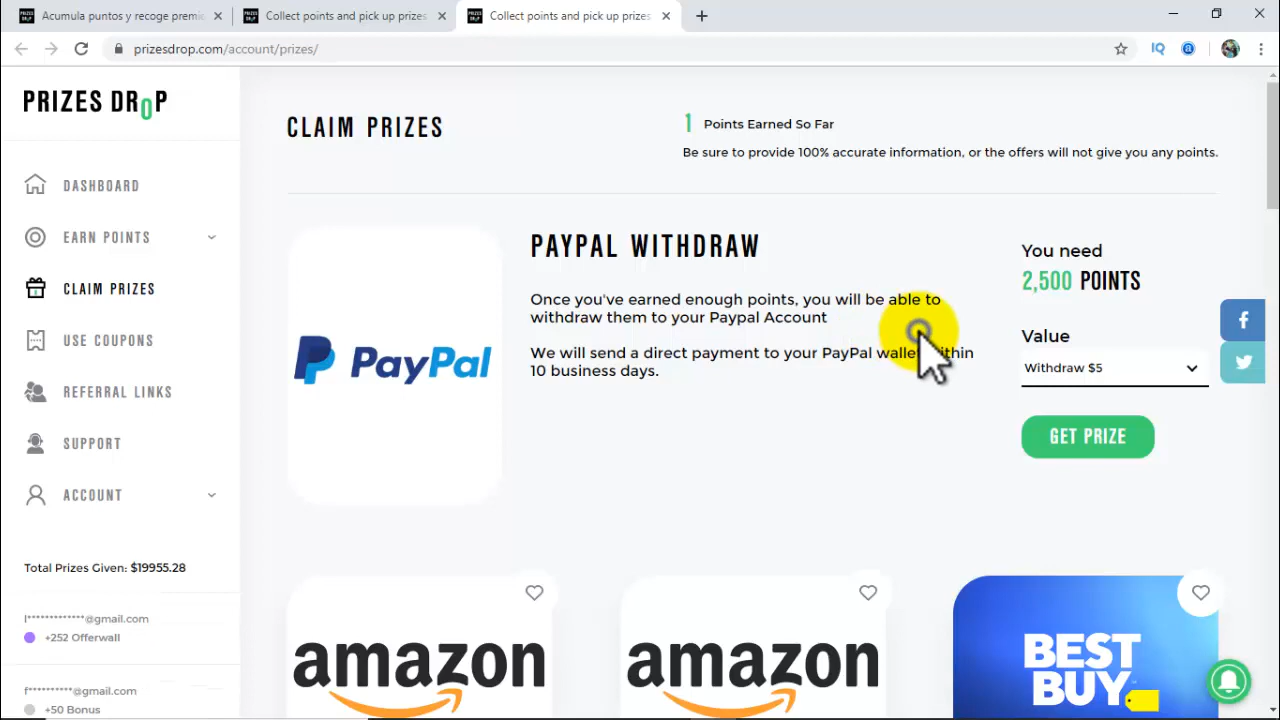 Acumula puntos y recoge premi
Collect points and pick up prizes
Collect points and pick up prizes
prizesdrop.com/account/prizes/
IQ
a
PRIZES DROP
DASHBOARD
EARN POINTS
CLAIM PRIZES
USE COUPONS
REFERRAL LINKS
SUPPORT
ACCOUNT
Total Prizes Given: $19955.28
l*************@gmail.com
+252 Offerwall
f**********@gmail.com
+50 Bonus
CLAIM PRIZES
1 Points Earned So Far
Be sure to provide 100% accurate information, or the offers will not give you any points.
PayPal
PAYPAL WITHDRAW
Once you've earned enough points, you will be able to
withdraw them to your Paypal Account
We will send a direct payment to your PayPal wallet within
10 business days.
You need
2,500 POINTS
Value
Withdraw $5
GET PRIZE
amazon
amazon
BEST
BUY